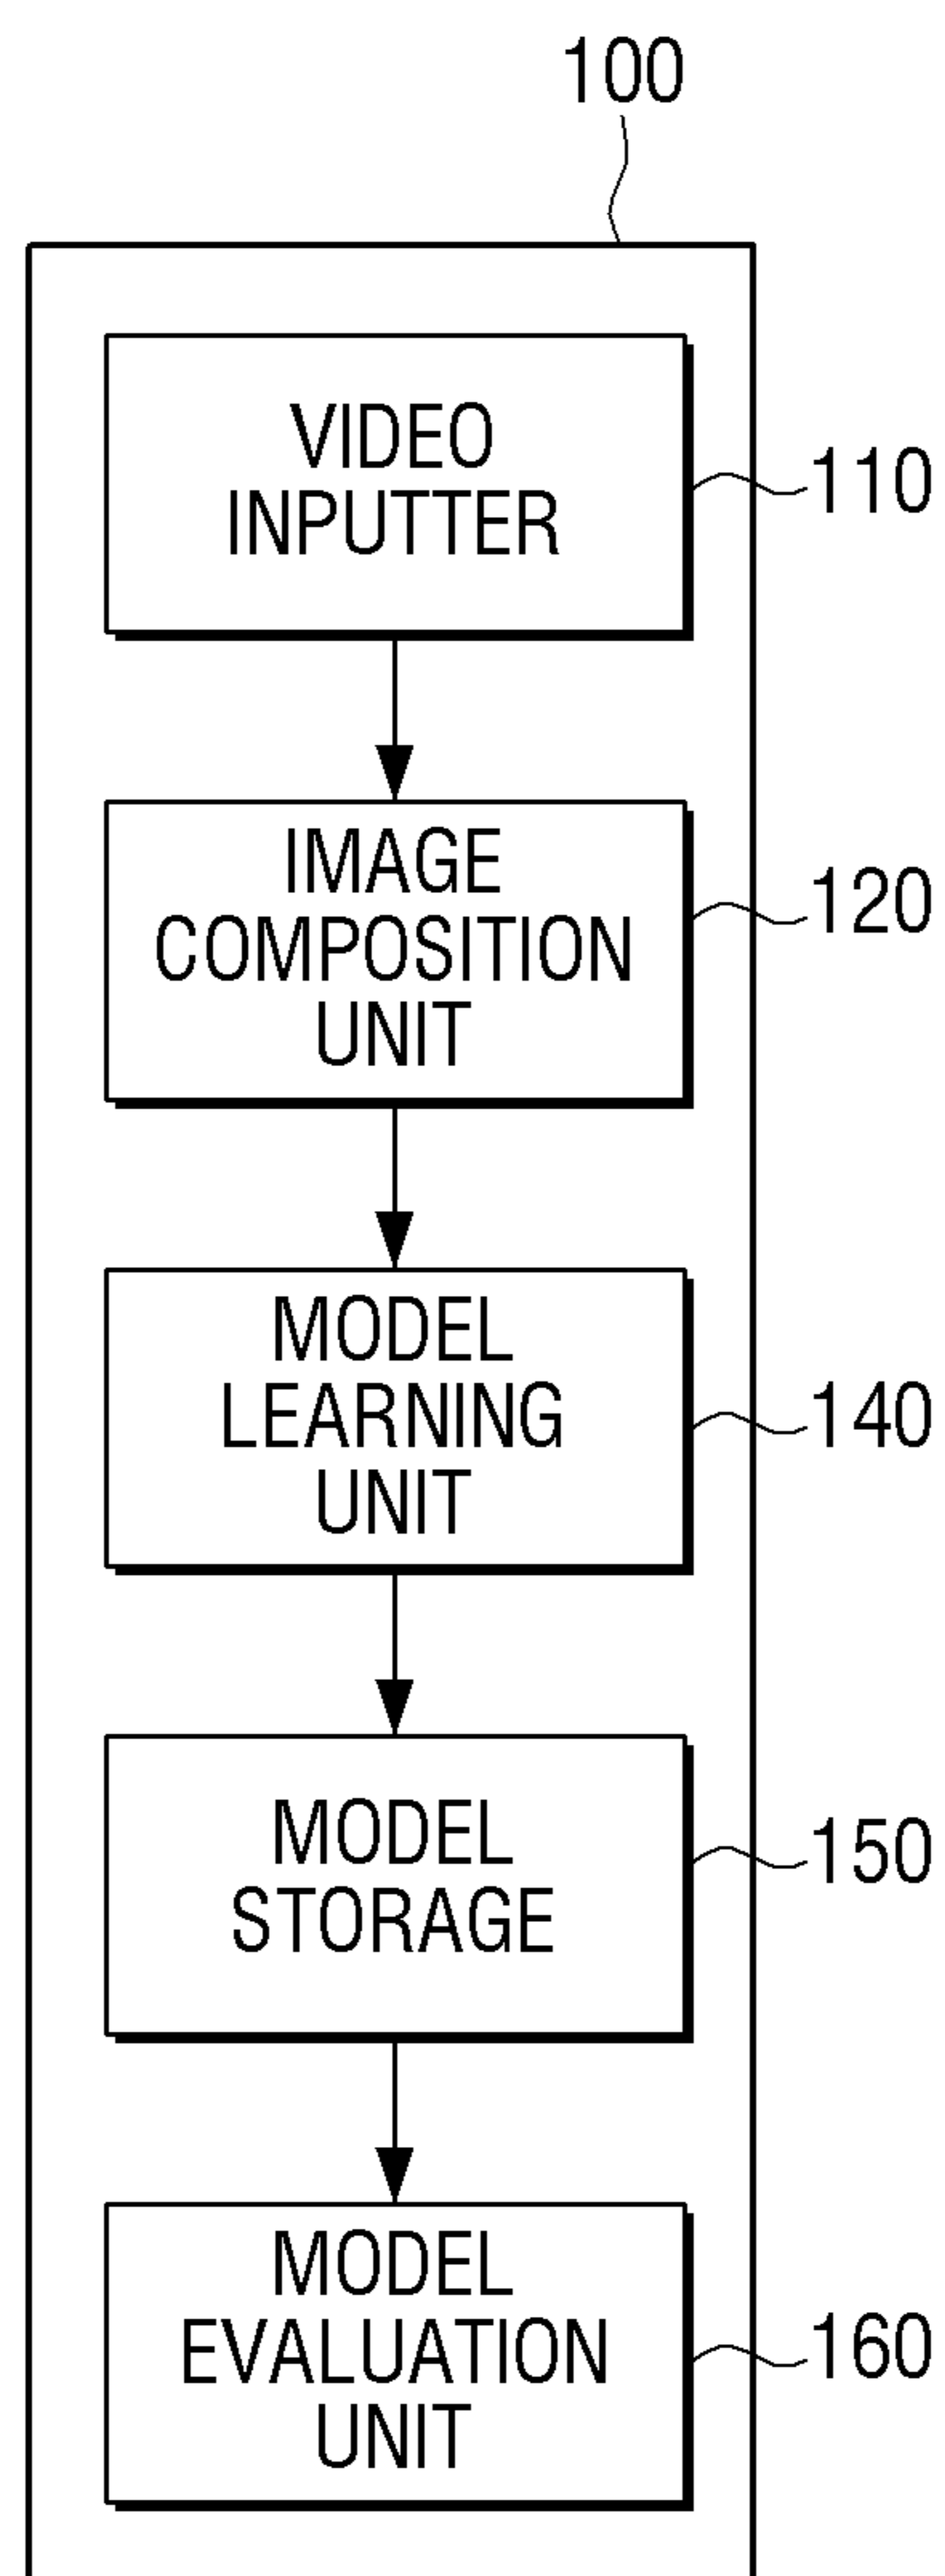 100
VIDEO
INPUTTER
110
IMAGE
COMPOSITION
UNIT
120
MODEL
LEARNING
UNIT
140
MODEL
STORAGE
150
MODEL
EVALUATION
UNIT
160